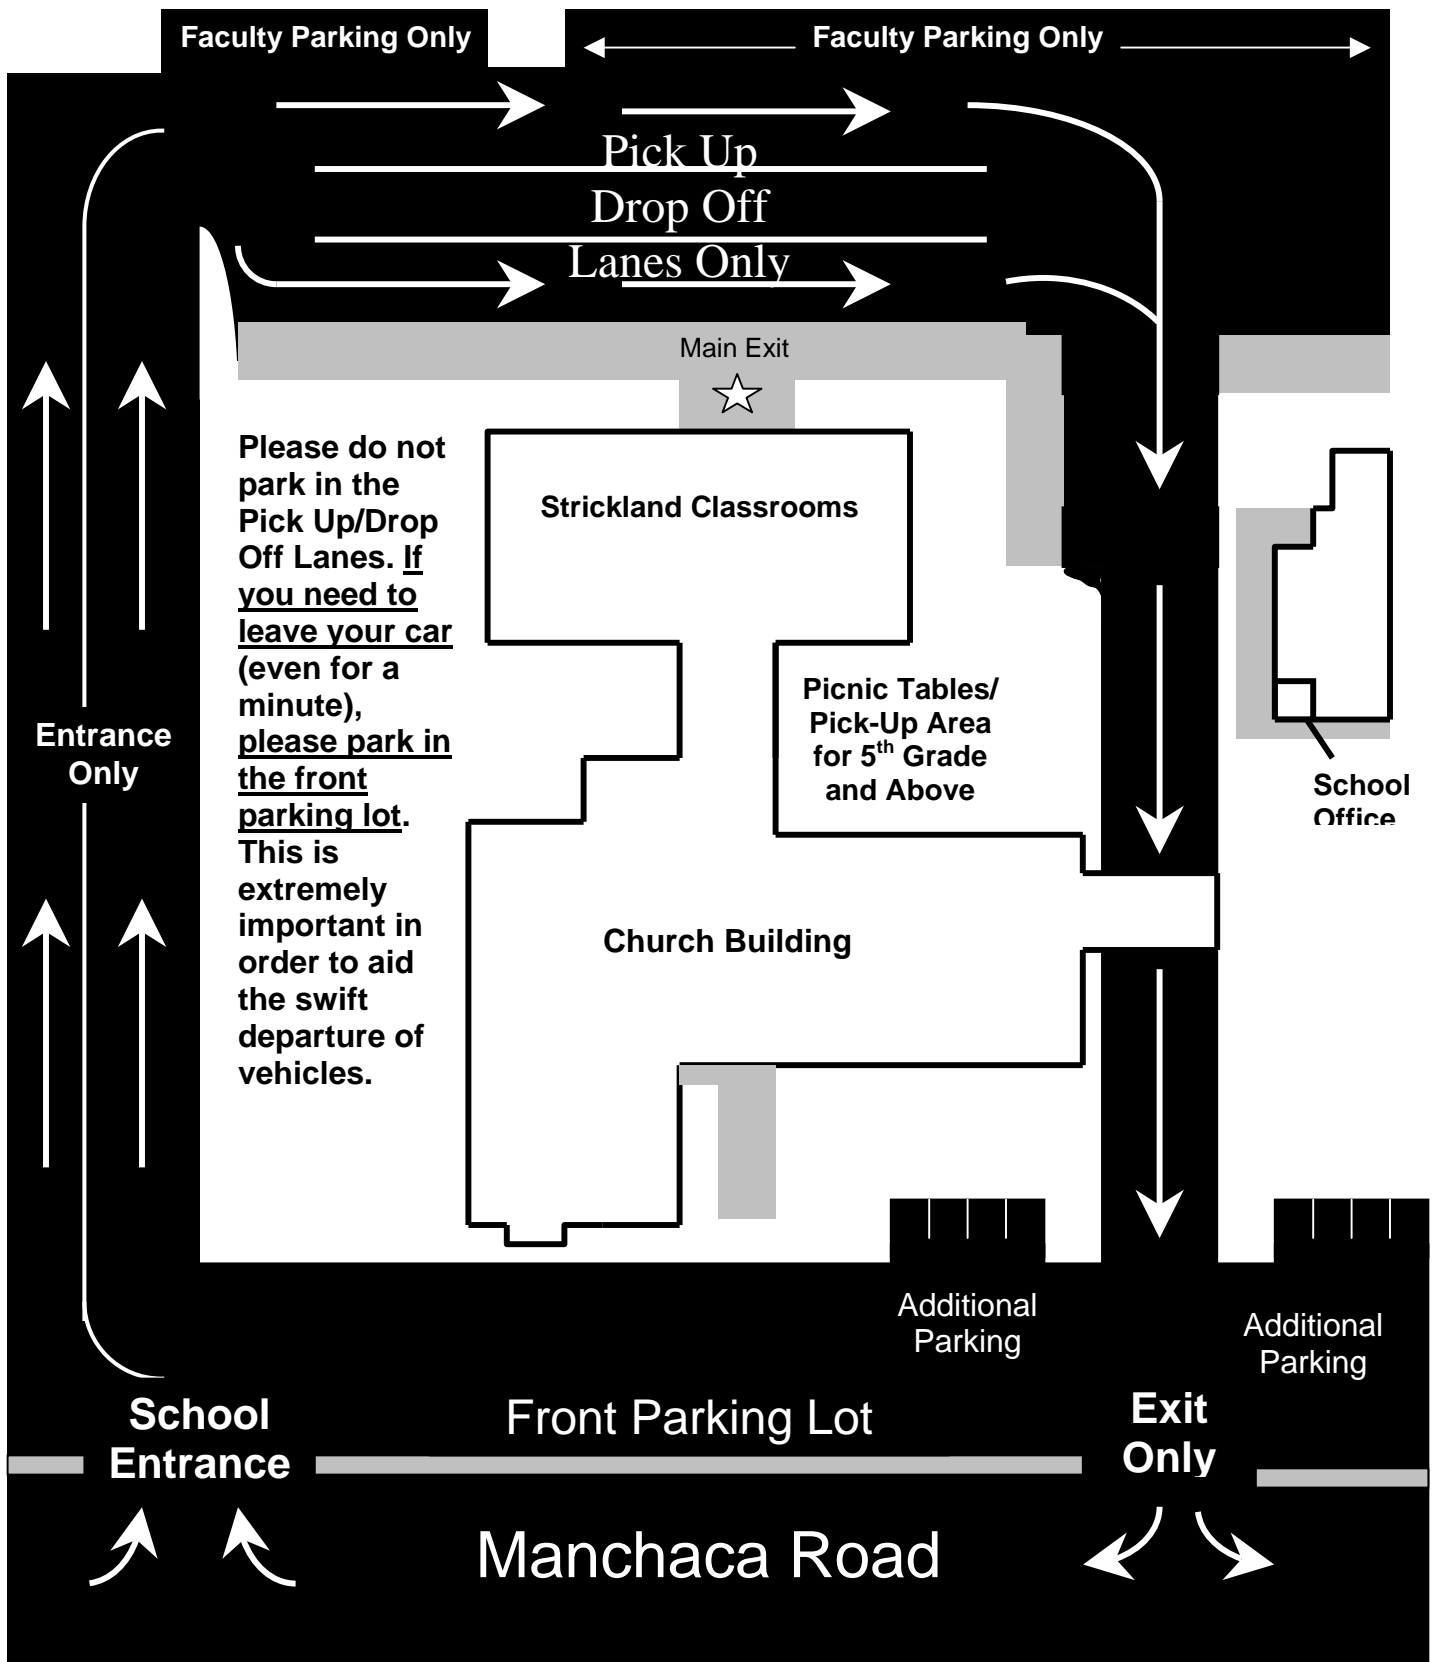 Faculty Parking Only
Faculty Parking Only
Pick Up
Drop Off
Lanes Only
Main Exit
Please do not
park in the
Pick Up/Drop
Off Lanes. If
you need to
leave your car
(even for a
minute),
please park in
the front
parking lot.
This is
extremely
important in
order to aid
the swift
departure of
vehicles.
Strickland Classrooms
Picnic Tables/
Pick-Up Area
for 5th Grade
and Above
Entrance
Only
School
Office
Church Building
Additional
Parking
Additional
Parking
School
Entrance
Front Parking Lot
Exit
Only
Manchaca Road